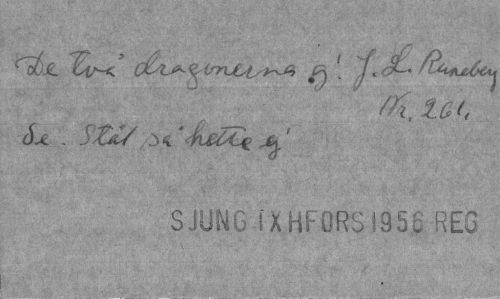 De två dragonerna, g! J. L. Runeberg
Nr. 261.
Se. Stål så hette g!
SJUNG IX HFORS 1956 REG